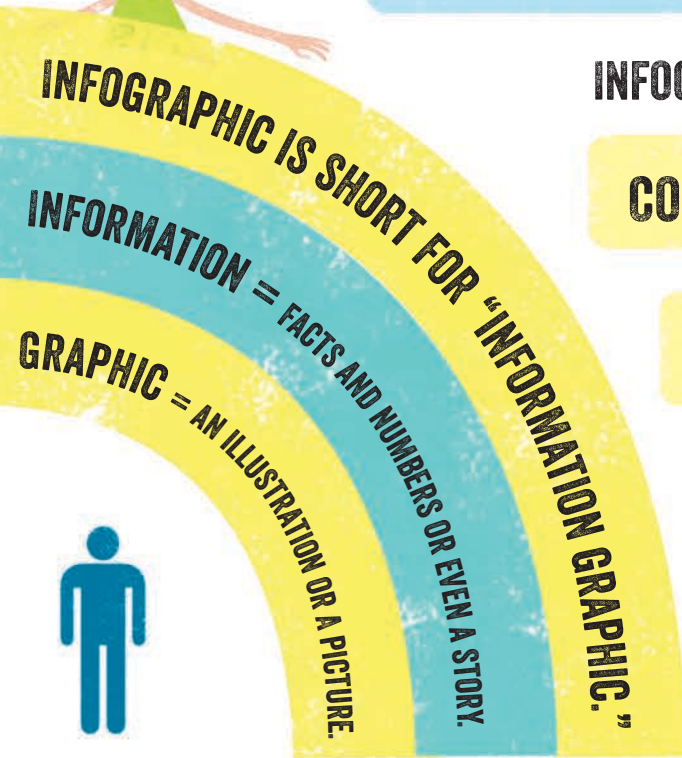 INFOGRAPHIC IS SHORT FOR “INFORMATION GRAPHIC.”
INFORMATION = FACTS AND NUMBERS OR EVEN A STORY.
GRAPHIC = AN ILLUSTRATION OR A PICTURE.